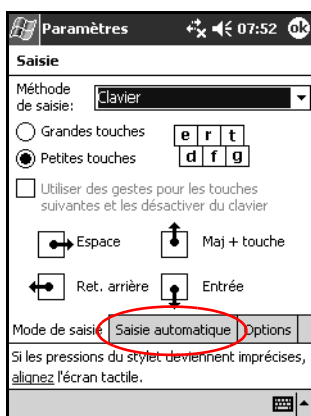 Paramètres 07:52 ok
Saisie
Méthode
de saisie: Clavier
Grandes touches
e r t
Petites touches
d f g
Utiliser des gestes pour les touches
suivantes et les désactiver du clavier
Espace Maj + touche
Ret. arrière Entrée
Mode de saisie Saisie automatique Options
Si les pressions du stylet deviennent imprécises,
alignez l'écran tactile.